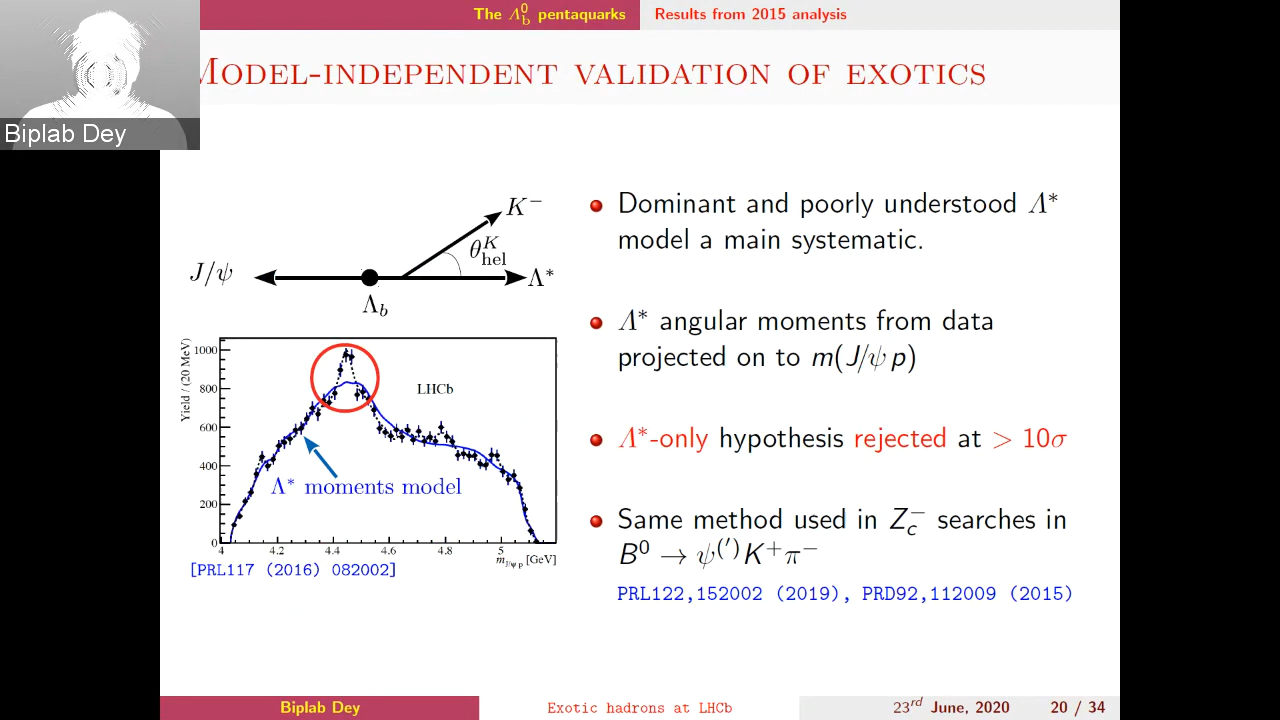 The Λ_b^0 pentaquarks Results from 2015 analysis
MODEL-INDEPENDENT VALIDATION OF EXOTICS
Biplab Dey
K^-
θ_hel^K
J/ψ
Λ^*
Λ_b
Dominant and poorly understood Λ^*
model a main systematic.
Λ^* angular moments from data
projected on to m(J/ψ p)
Λ^*-only hypothesis rejected at > 10σ
Same method used in Z_c^- searches in
B^0 → ψ^(′) K^+ π^-
PRL122,152002 (2019), PRD92,112009 (2015)
Yield / (20 MeV)
1000
800
600
400
200
0
LHCb
Λ^* moments model
4 4.2 4.4 4.6 4.8 5
m_{J/ψ p} [GeV]
[PRL117 (2016) 082002]
Biplab Dey Exotic hadrons at LHCb 23^rd June, 2020 20 / 34